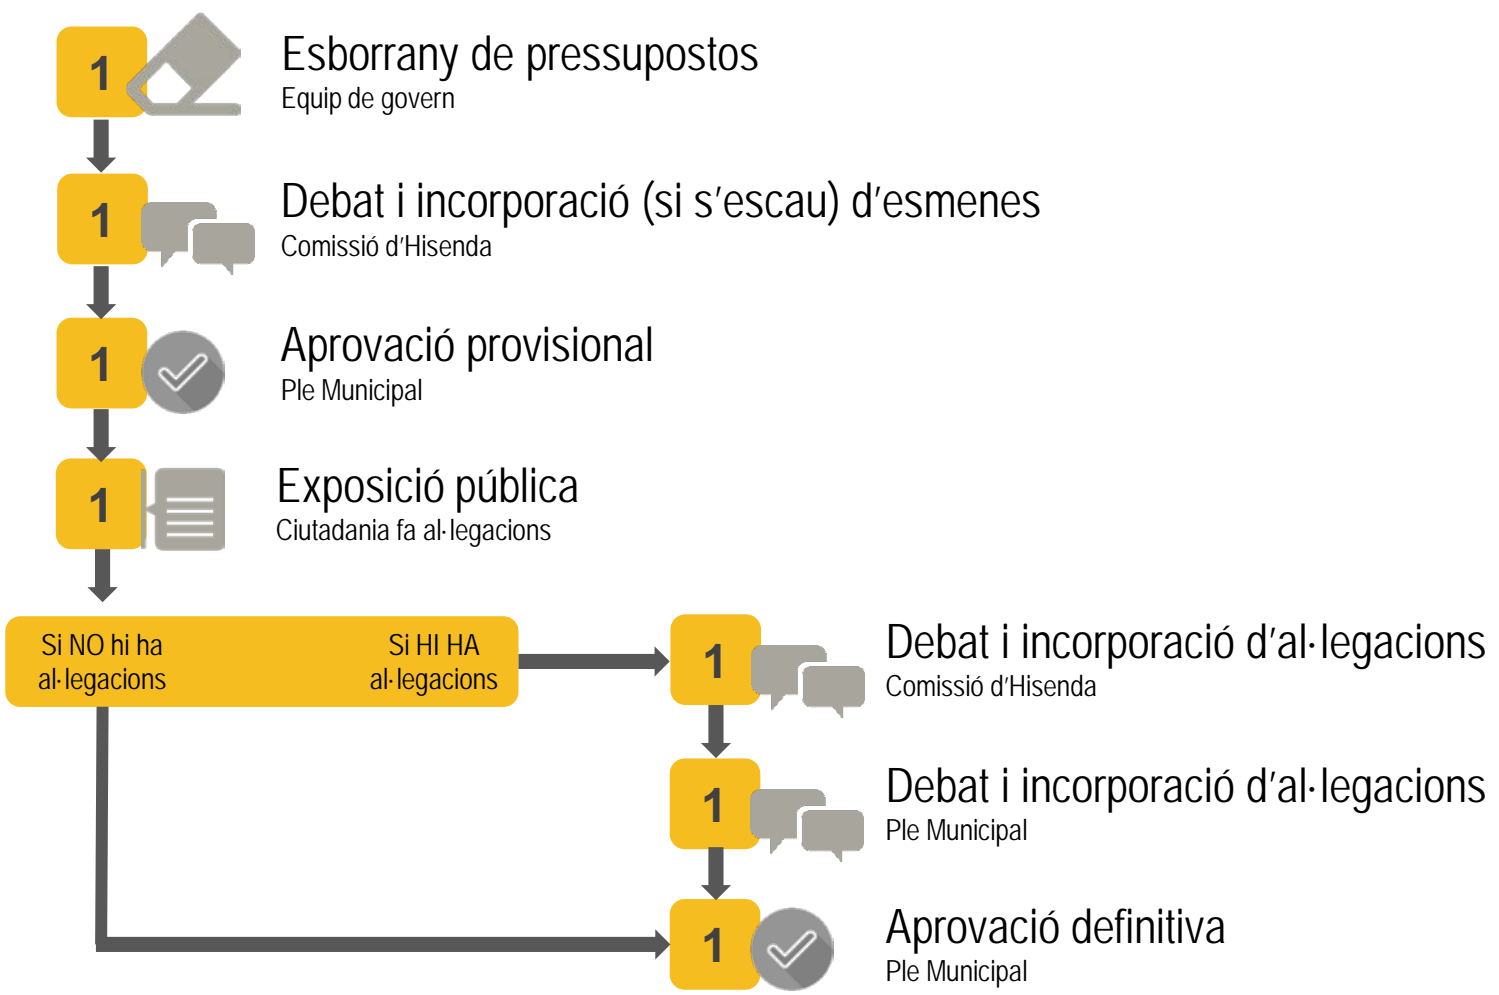 1
Esborrany de pressupostos
Equip de govern
1
Debat i incorporació (si s'escau) d'esmenes
Comissió d'Hisenda
1
Aprovació provisional
Ple Municipal
1
Exposició pública
Ciutadania fa al·legacions
Si NO hi ha
al·legacions
Si HI HA
al·legacions
1
Debat i incorporació d'al·legacions
Comissió d'Hisenda
1
Debat i incorporació d'al·legacions
Ple Municipal
1
Aprovació definitiva
Ple Municipal